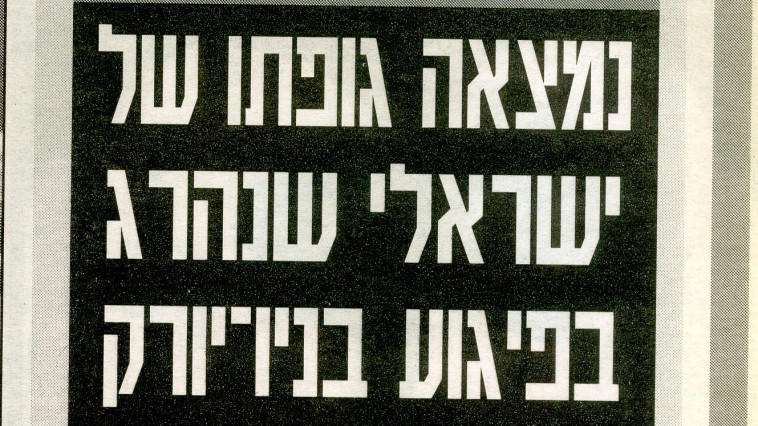 נמצאה גופתו של
ישראלי שנהרג
בפיגוע בניו־יורק